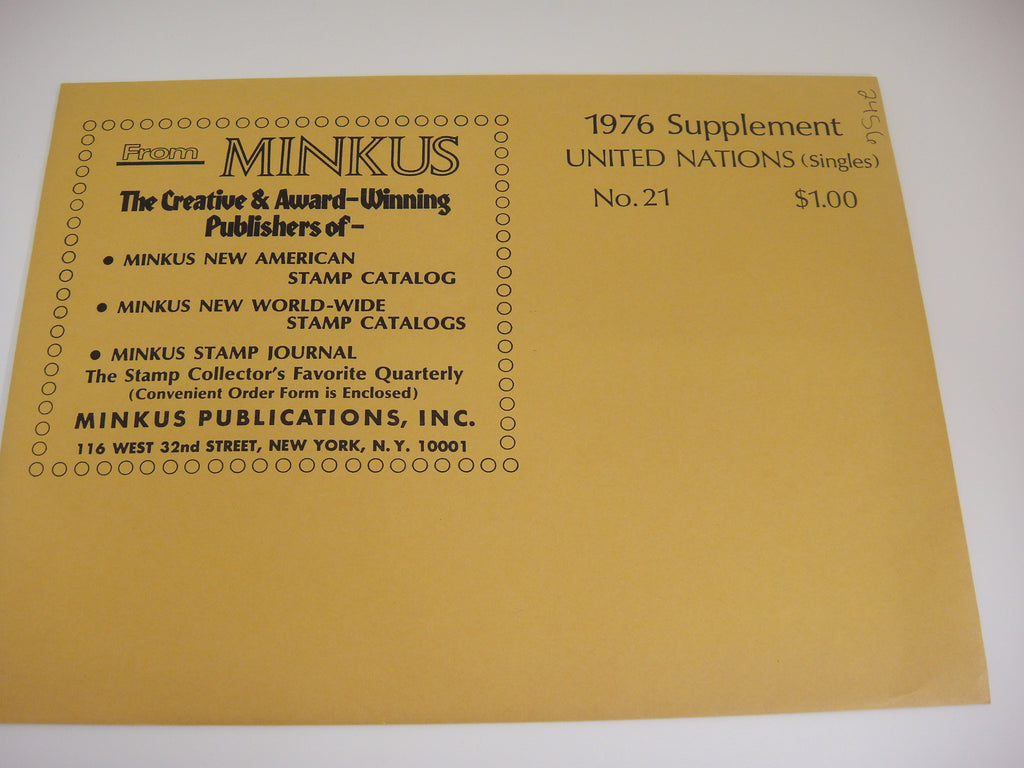 From MINKUS
The Creative & Award-Winning
Publishers of-
• MINKUS NEW AMERICAN
STAMP CATALOG
• MINKUS NEW WORLD-WIDE
STAMP CATALOGS
• MINKUS STAMP JOURNAL
The Stamp Collector's Favorite Quarterly
(Convenient Order Form is Enclosed)
MINKUS PUBLICATIONS, INC.
116 WEST 32nd STREET, NEW YORK, N.Y. 10001
1976 Supplement
UNITED NATIONS (Singles)
No. 21 $1.00
2456